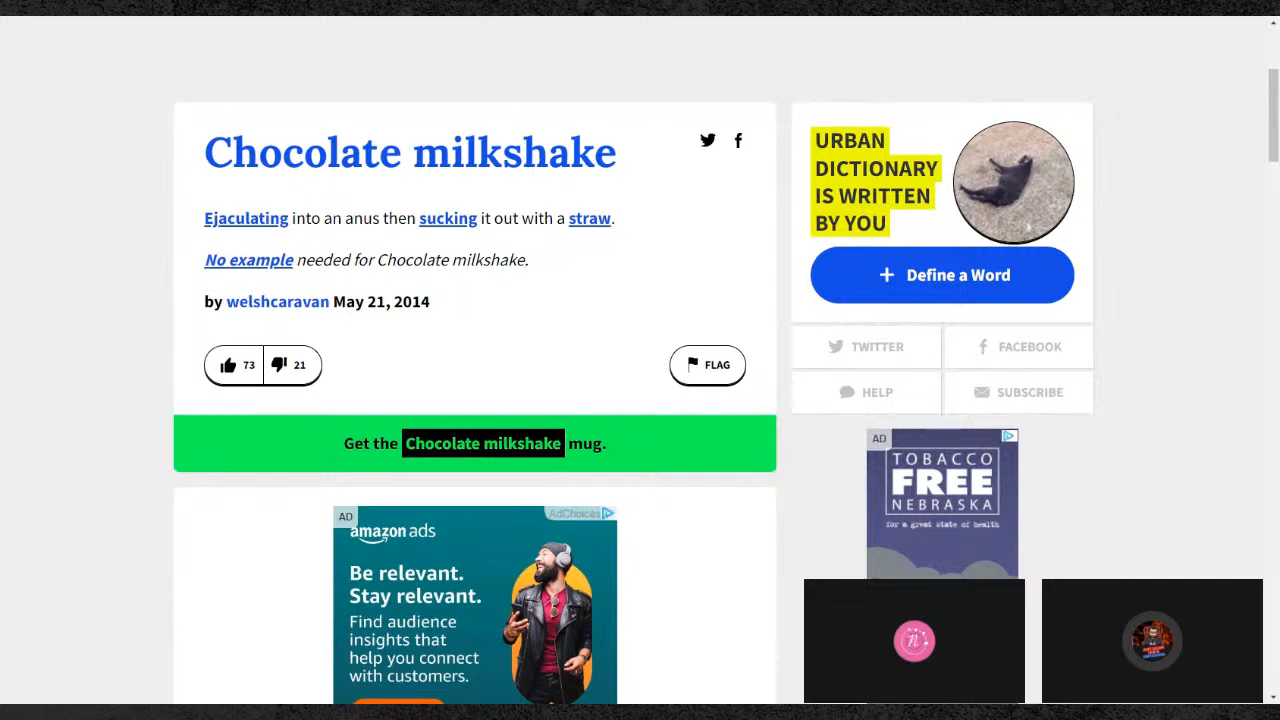 Chocolate milkshake
Ejaculating into an anus then sucking it out with a straw.
No example needed for Chocolate milkshake.
by welshcaravan May 21, 2014
73 21
FLAG
Get the Chocolate milkshake mug.
AD
AdChoices
amazon ads
Be relevant.
Stay relevant.
Find audience
insights that
help you connect
with customers.
URBAN
DICTIONARY
IS WRITTEN
BY YOU
+ Define a Word
TWITTER
FACEBOOK
HELP
SUBSCRIBE
AD
TOBACCO
FREE
NEBRASKA
for a great state of health
n